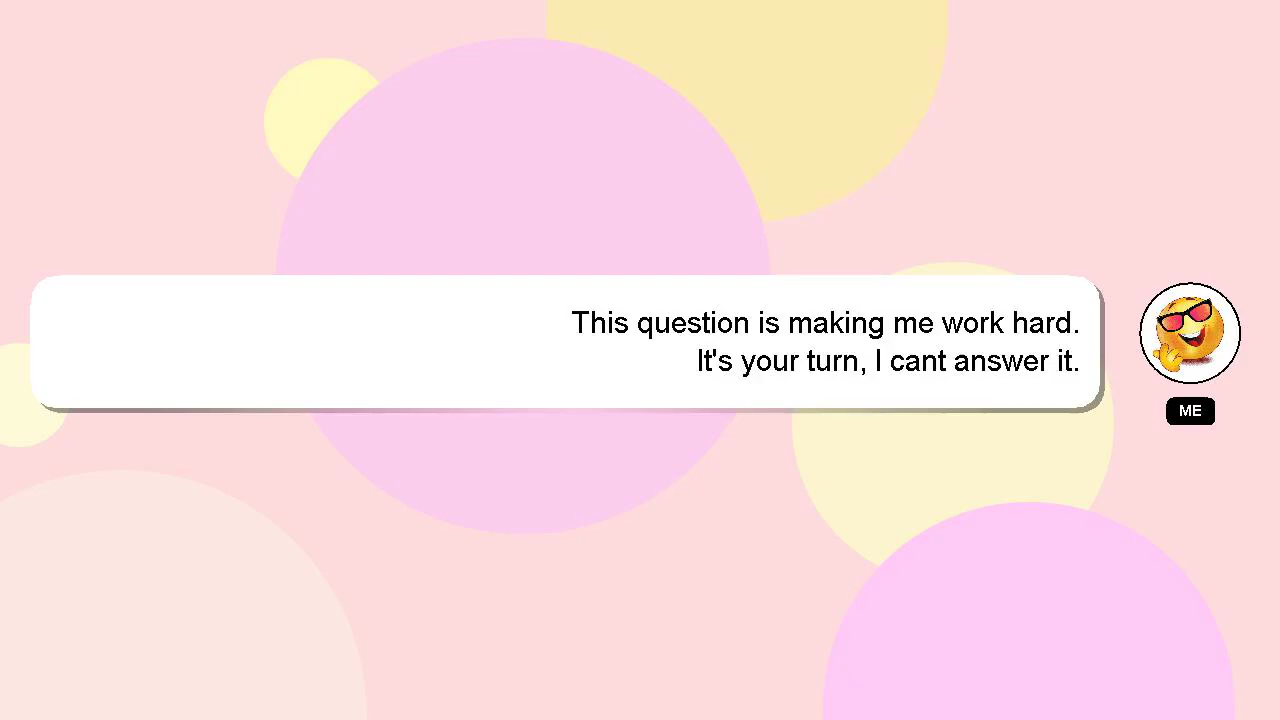 This question is making me work hard.
It's your turn, I cant answer it.
ME